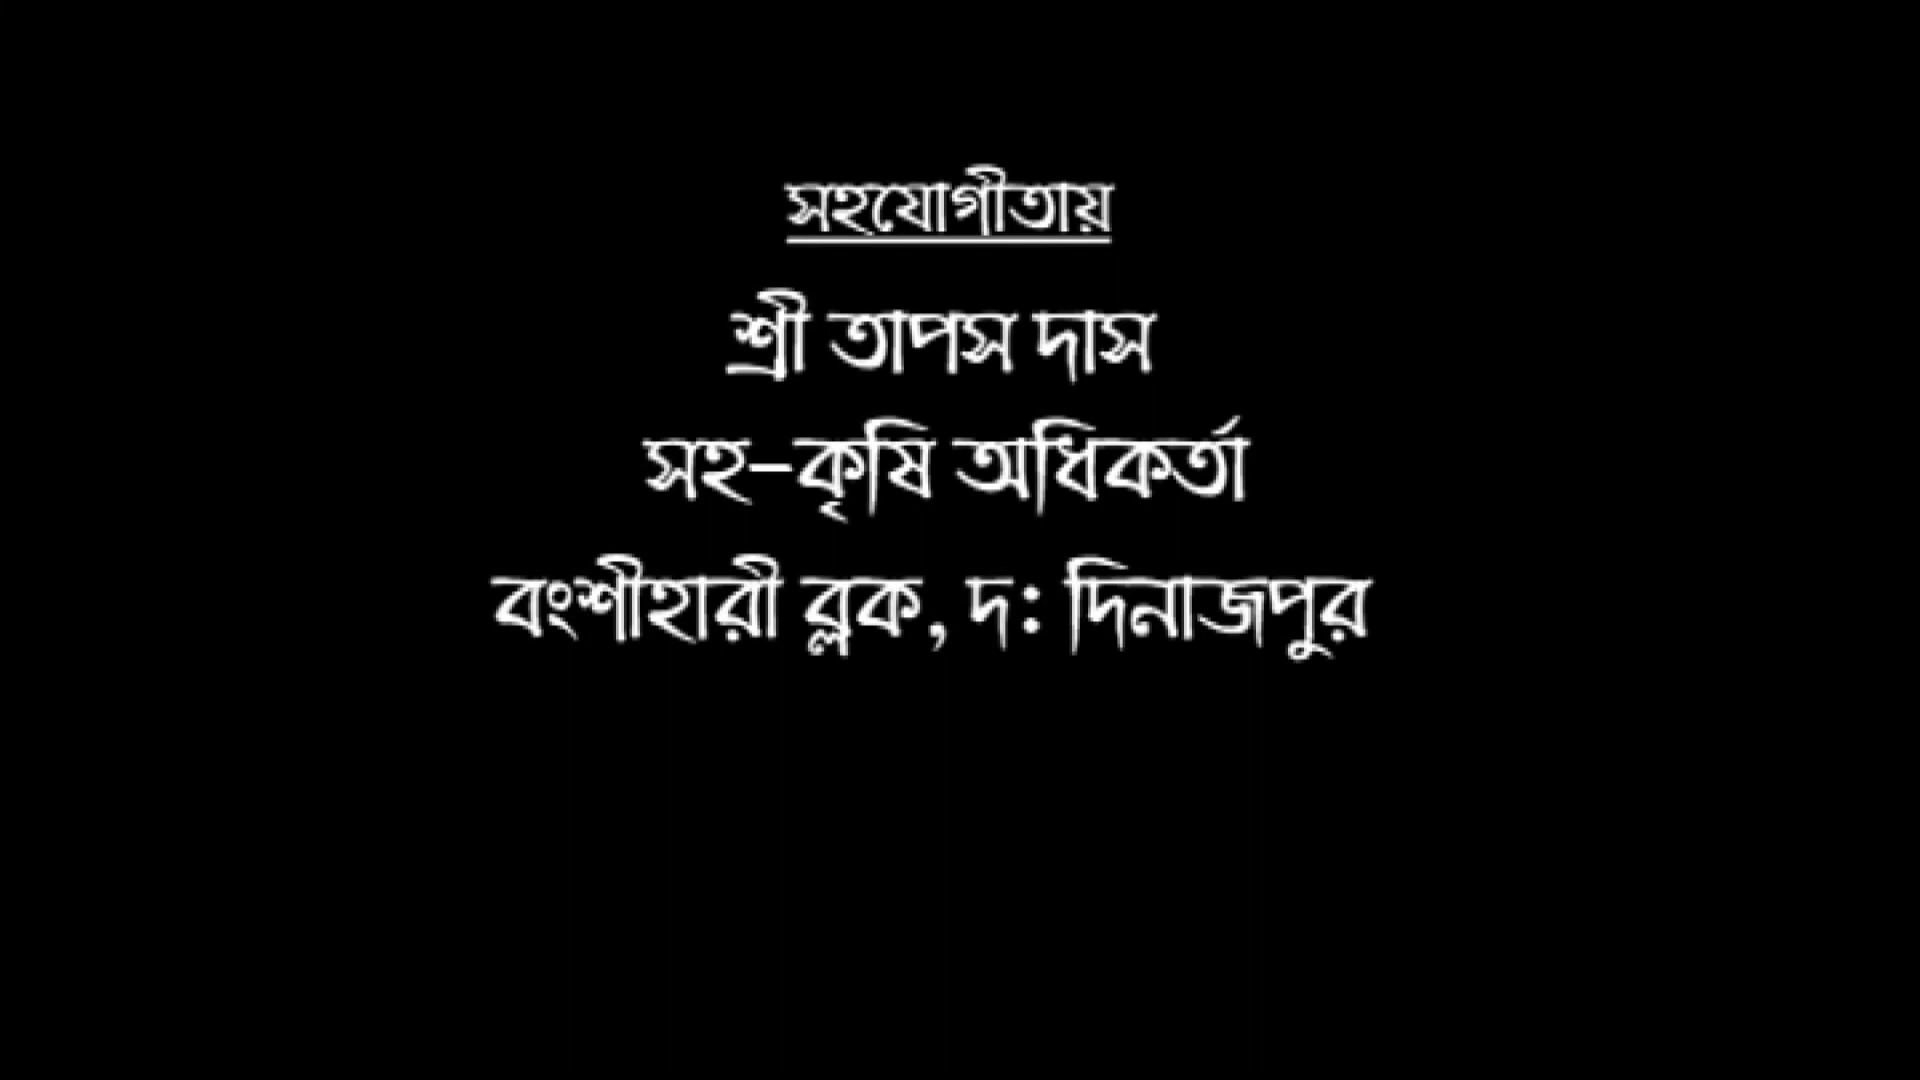 সহযোগীতায়
শ্রী তাপস দাস
সহ-কৃষি অধিকর্তা
বংশীহারী ব্লক, দ: দিনাজপুর